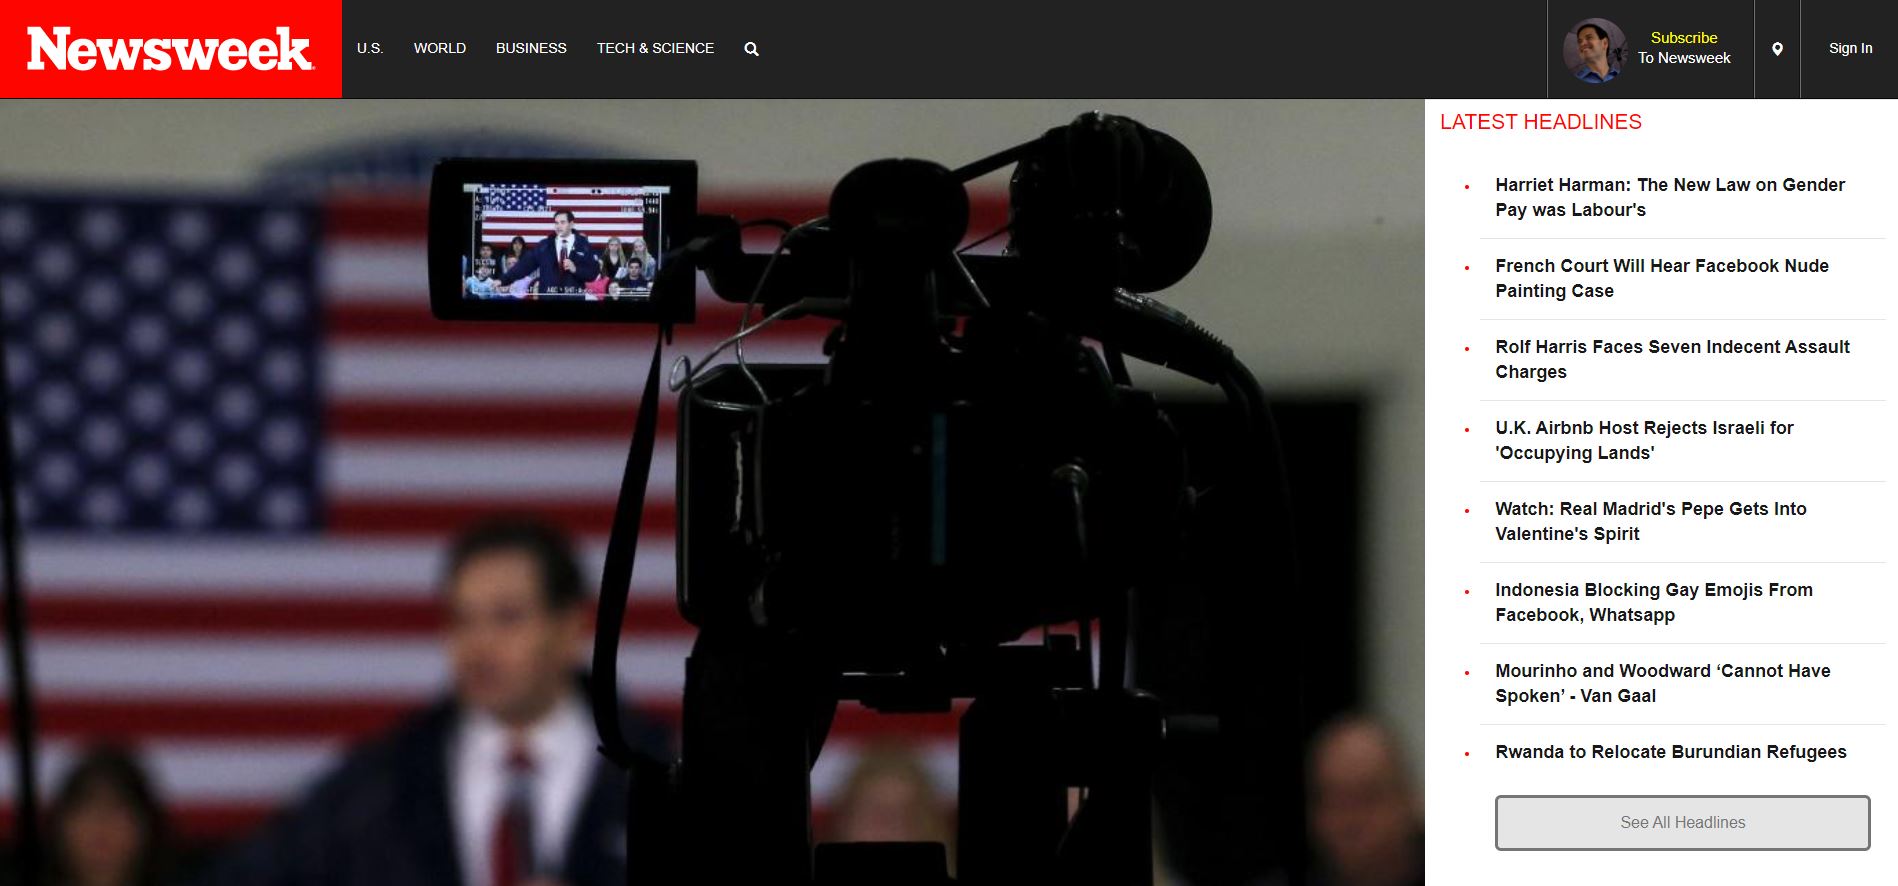 Newsweek
U.S. WORLD BUSINESS TECH & SCIENCE
Subscribe
To Newsweek
Sign In
LATEST HEADLINES
Harriet Harman: The New Law on Gender
Pay was Labour's
French Court Will Hear Facebook Nude
Painting Case
Rolf Harris Faces Seven Indecent Assault
Charges
U.K. Airbnb Host Rejects Israeli for
'Occupying Lands'
Watch: Real Madrid's Pepe Gets Into
Valentine's Spirit
Indonesia Blocking Gay Emojis From
Facebook, Whatsapp
Mourinho and Woodward ‘Cannot Have
Spoken’ - Van Gaal
Rwanda to Relocate Burundian Refugees
See All Headlines